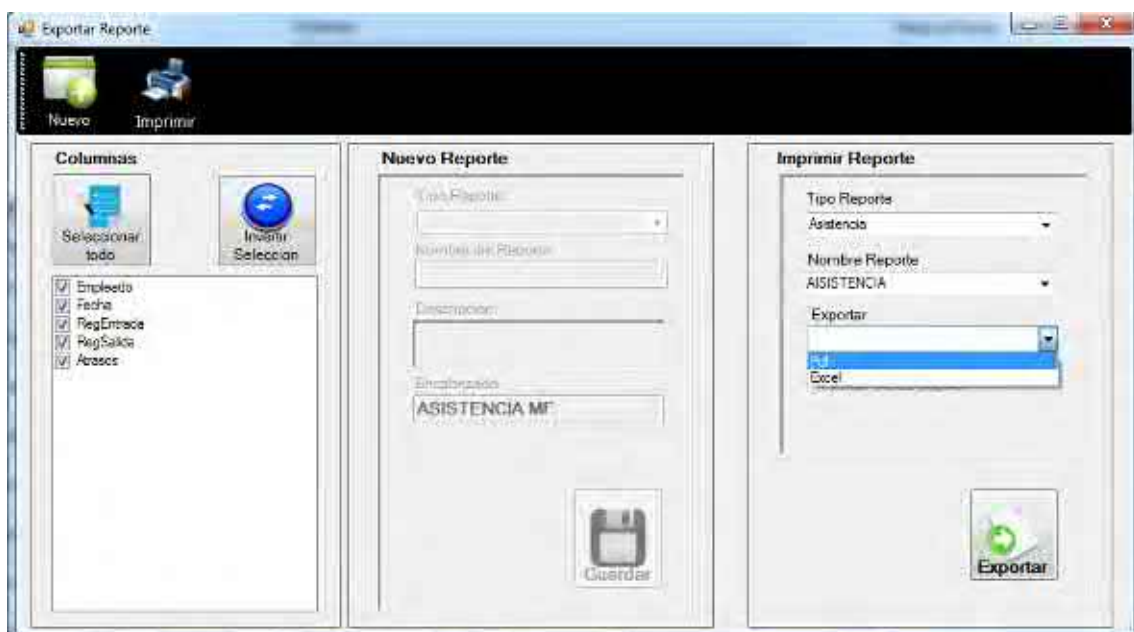 Exportar Reporte
Nuevo
Imprimir
Columnas
Seleccionar
todo
Invertir
Seleccion
Empleado
Fecha
RegEntrada
RegSalida
Atrasos
Nuevo Reporte
Tipo Reporte:
Nombre del Reporte:
Descripcion:
Encabezado
ASISTENCIA MF
Guardar
Imprimir Reporte
Tipo Reporte
Asistencia
Nombre Reporte
AISISTENCIA
Exportar
Pdf
Excel
Exportar